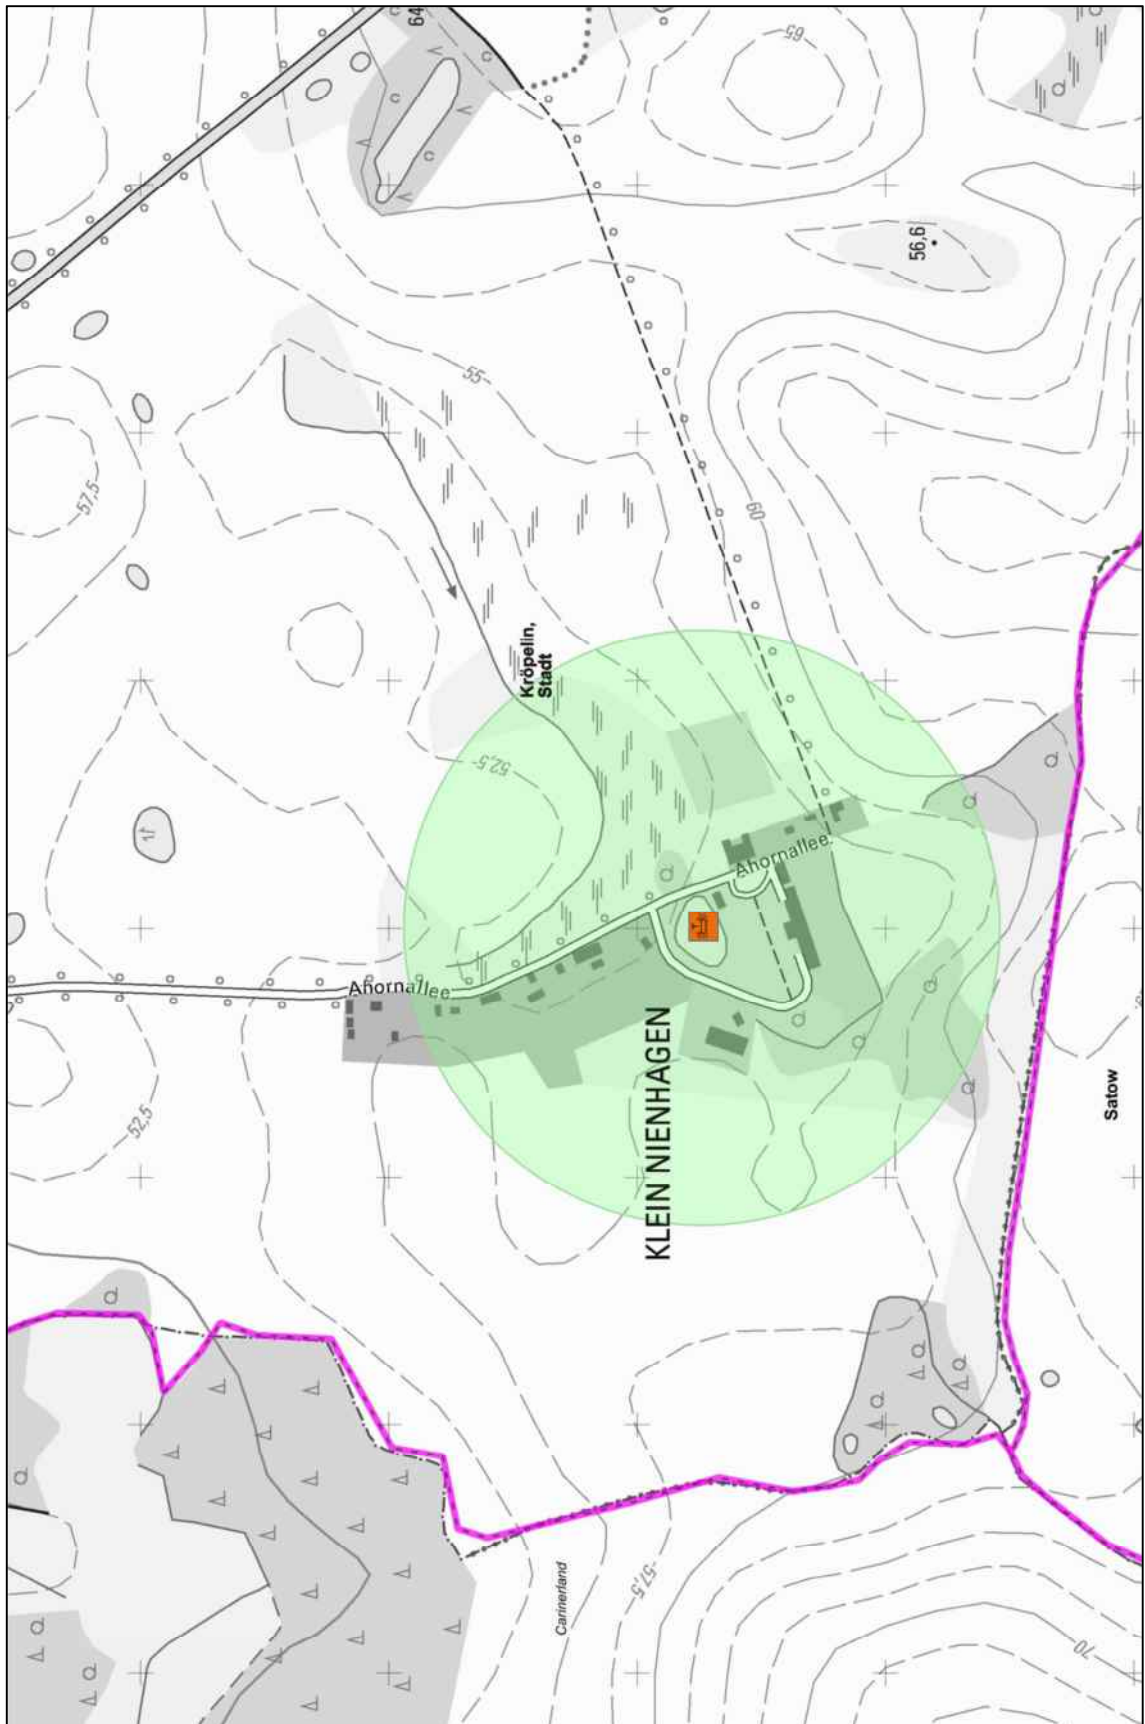 64
65
56,6
55
57,5
60
Kröpelin,
Stadt
52,5
Ahornallee
Ahornallee
KLEIN NIENHAGEN
52,5
Satow
Carinerland
57,5
70